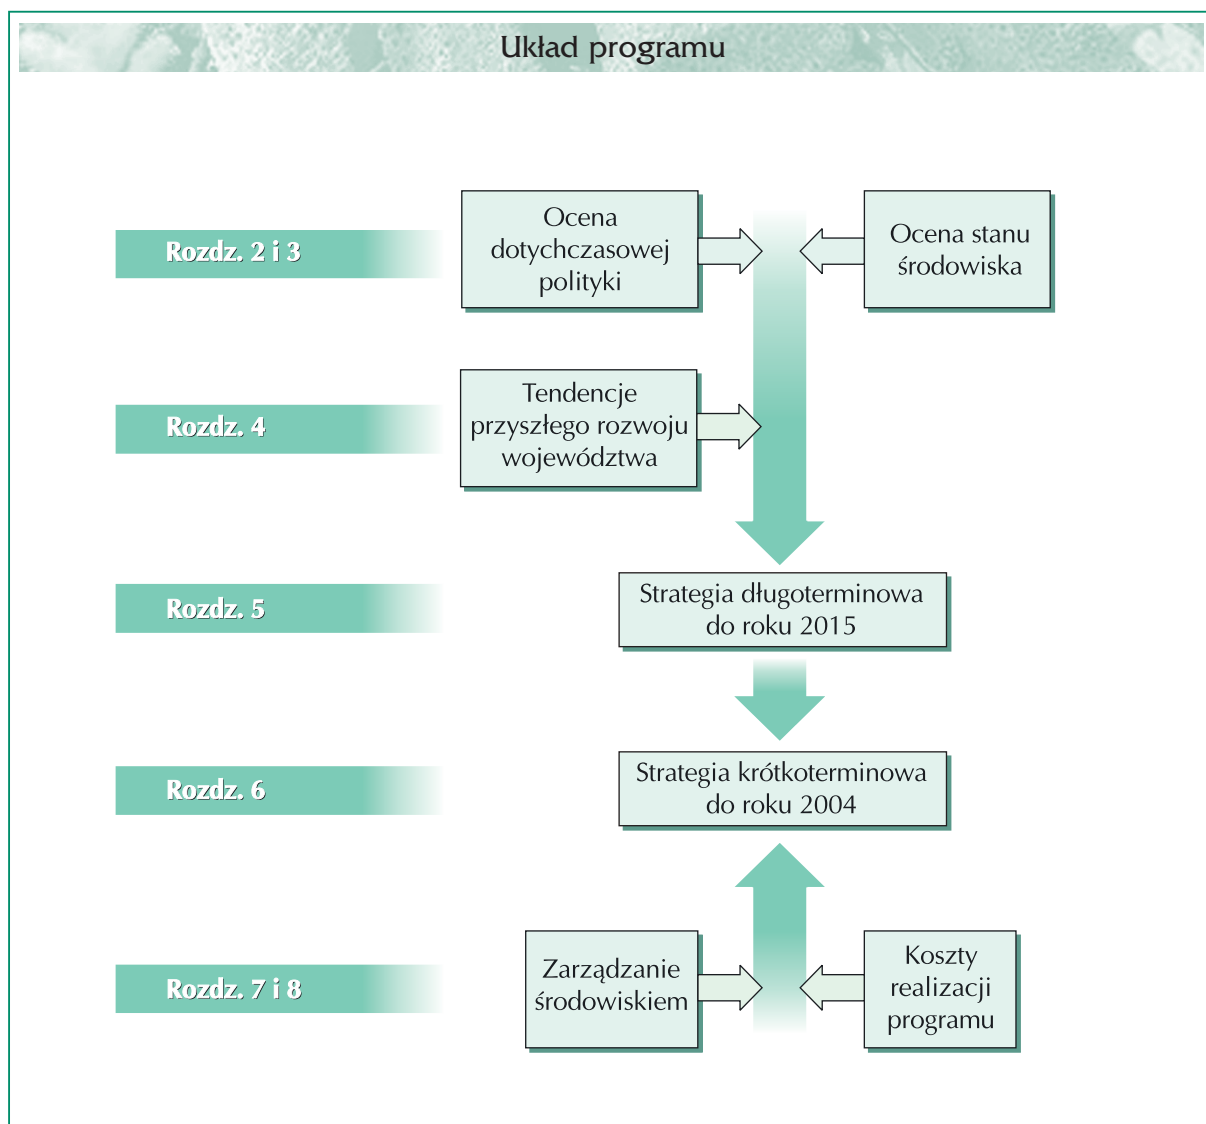 Układ programu
Rozdz. 2 i 3
Ocena
dotychczasowej
polityki
Ocena stanu
środowiska
Rozdz. 4
Tendencje
przyszłego rozwoju
województwa
Rozdz. 5
Strategia długoterminowa
do roku 2015
Rozdz. 6
Strategia krótkoterminowa
do roku 2004
Rozdz. 7 i 8
Zarządzanie
środowiskiem
Koszty
realizacji
programu